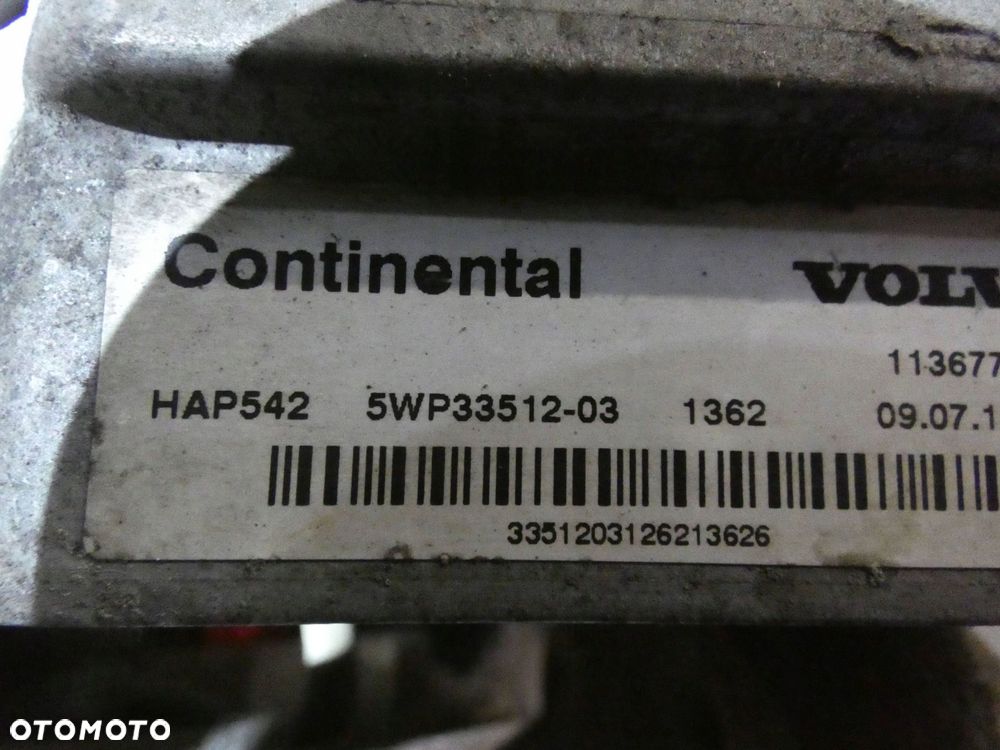 Continental VOLV
113677
HAP542 5WP33512-03 1362 09.07.1
3351203126213626
OTOMOTO